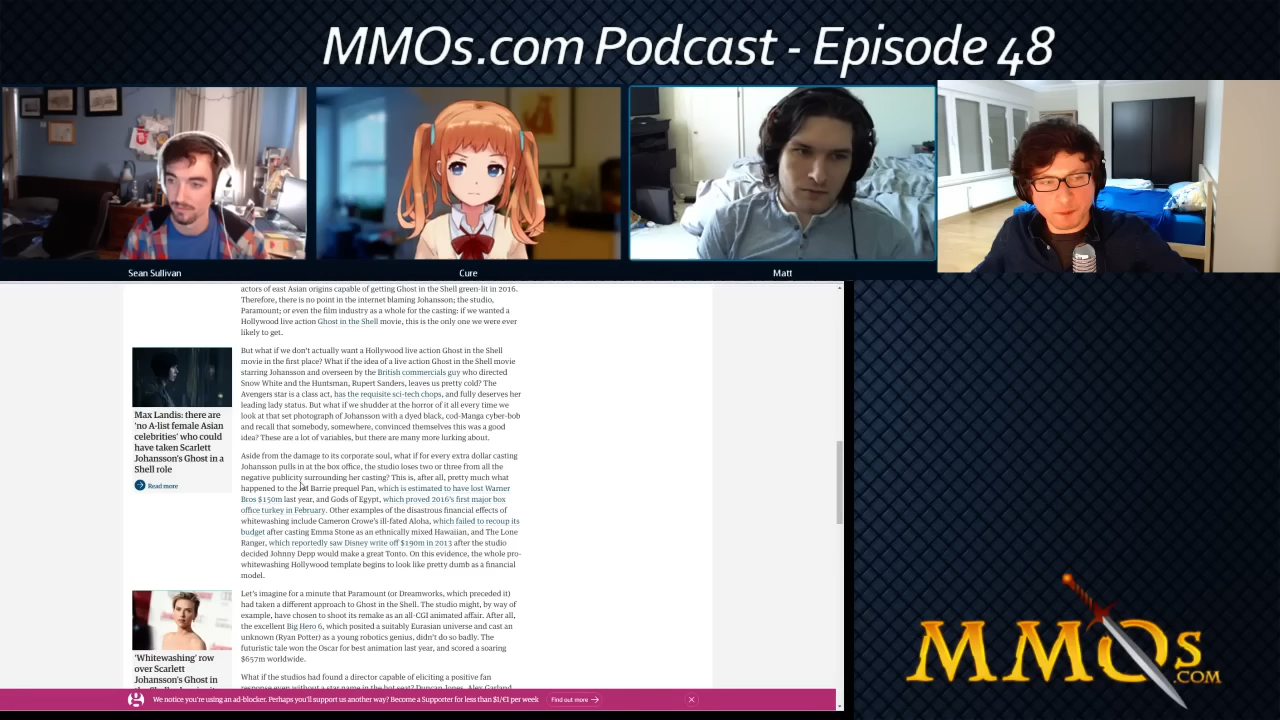 MMOs.com Podcast - Episode 48
Sean Sullivan
Cure
Matt
actors of east Asian origins capable of getting Ghost in the Shell green-lit in 2016.
Therefore, there is no point in the internet blaming Johansson; the studio,
Paramount; or even the film industry as a whole for the casting: if we wanted a
Hollywood live action Ghost in the Shell movie, this is the only one we were ever
likely to get.
But what if we don't actually want a Hollywood live action Ghost in the Shell
movie in the first place? What if the idea of a live action Ghost in the Shell movie
starring Johansson and overseen by the British commercials guy who directed
Snow White and the Huntsman, Rupert Sanders, leaves us pretty cold? The
Avengers star is a class act, has the requisite sci-tech chops, and fully deserves her
leading lady status. But what if we shudder at the horror of it all every time we
look at that set photograph of Johansson with a dyed black, cod-Manga cyber-bob
and recall that somebody, somewhere, convinced themselves this was a good
idea? These are a lot of variables, but there are many more lurking about.
Max Landis: there are
'no A-list female Asian
celebrities' who could
have taken Scarlett
Johansson's Ghost in a
Shell role
Read more
Aside from the damage to its corporate soul, what if for every extra dollar casting
Johansson pulls in at the box office, the studio loses two or three from all the
negative publicity surrounding her casting? This is, after all, pretty much what
happened to the Barrie prequel Pan, which is estimated to have lost Warner
Bros $150m last year, and Gods of Egypt, which proved 2016's first major box
office turkey in February. Other examples of the disastrous financial effects of
whitewashing include Cameron Crowe's ill-fated Aloha, which failed to recoup its
budget after casting Emma Stone as an ethnically mixed Hawaiian, and The Lone
Ranger, which reportedly saw Disney write off $190m in 2013 after the studio
decided Johnny Depp would make a great Tonto. On this evidence, the whole pro-
whitewashing Hollywood template begins to look like pretty dumb as a financial
model.
Let's imagine for a minute that Paramount (or Dreamworks, which preceded it)
had taken a different approach to Ghost in the Shell. The studio might, by way of
example, have chosen to shoot its remake as an all-CGI animated affair. After all,
the excellent Big Hero 6, which posited a suitably Eurasian universe and cast an
unknown (Ryan Potter) as a young robotics genius, didn't do so badly. The
futuristic tale won the Oscar for best animation last year, and scored a soaring
$657m worldwide.
'Whitewashing' row
over Scarlett
Johansson's Ghost in
What if the studios had found a director capable of eliciting a positive fan
We notice you're using an ad-blocker. Perhaps you'll support us another way? Become a Supporter for less than $1/€1 per week
Find out more
MMOs
.COM